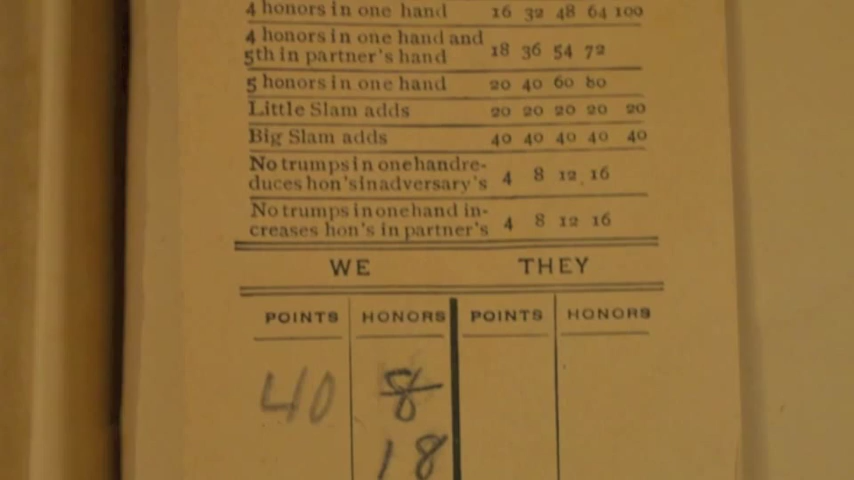 4 honors in one hand 16 32 48 64 100
4 honors in one hand and
5th in partner's hand 18 36 54 72
5 honors in one hand 20 40 60 80
Little Slam adds 20 20 20 20 20
Big Slam adds 40 40 40 40 40
No trumps in one hand re-
duces hon's in adversary's 4 8 12 16
No trumps in one hand in-
creases hon's in partner's 4 8 12 16
WE THEY
POINTS HONORS POINTS HONORS
40 8
18